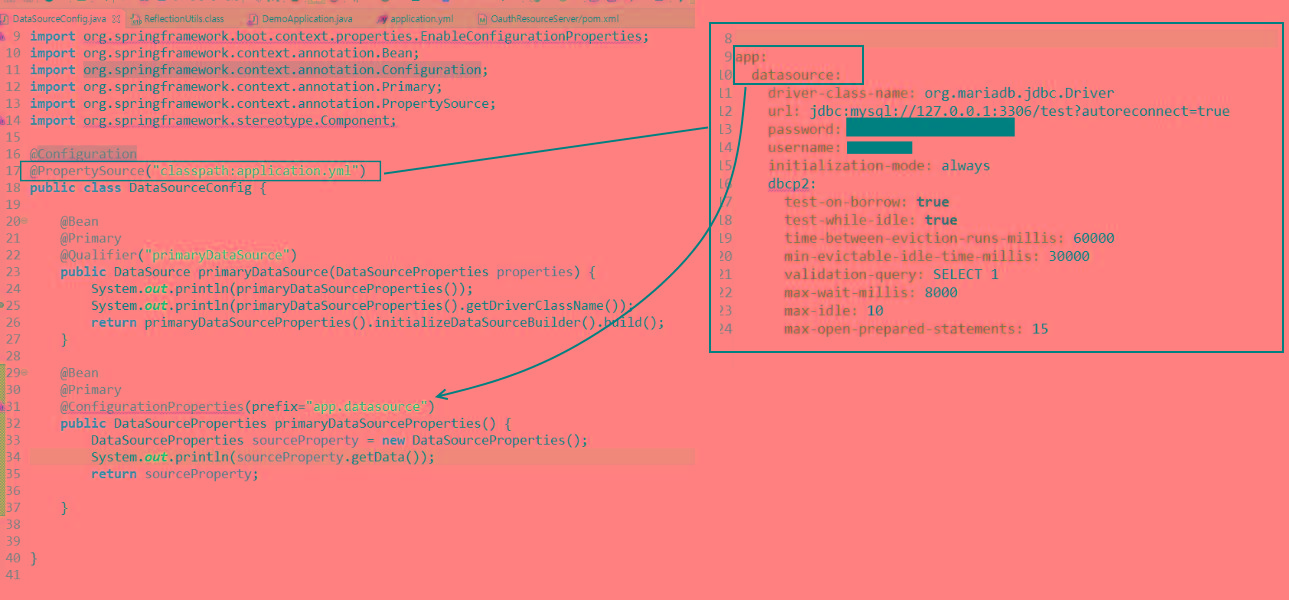 DataSourceConfig.java ReflectionUtils.class DemoApplication.java application.yml OauthResourceServer/pom.xml
9 import org.springframework.boot.context.properties.EnableConfigurationProperties;
10 import org.springframework.context.annotation.Bean;
11 import org.springframework.context.annotation.Configuration;
12 import org.springframework.context.annotation.Primary;
13 import org.springframework.context.annotation.PropertySource;
14 import org.springframework.stereotype.Component;
15
16 @Configuration
17 @PropertySource("classpath:application.yml")
18 public class DataSourceConfig {
19
20 @Bean
21 @Primary
22 @Qualifier("primaryDataSource")
23 public DataSource primaryDataSource(DataSourceProperties properties) {
24 System.out.println(primaryDataSourceProperties());
25 System.out.println(primaryDataSourceProperties().getDriverClassName());
26 return primaryDataSourceProperties().initializeDataSourceBuilder().build();
27 }
28
29 @Bean
30 @Primary
31 @ConfigurationProperties(prefix="app.datasource")
32 public DataSourceProperties primaryDataSourceProperties() {
33 DataSourceProperties sourceProperty = new DataSourceProperties();
34 System.out.println(sourceProperty.getData());
35 return sourceProperty;
36
37 }
38
39
40 }
41
8
9 app:
10 datasource:
11 driver-class-name: org.mariadb.jdbc.Driver
12 url: jdbc:mysql://127.0.0.1:3306/test?autoreconnect=true
13 password:
14 username:
15 initialization-mode: always
16 dbcp2:
17 test-on-borrow: true
18 test-while-idle: true
19 time-between-eviction-runs-millis: 60000
20 min-evictable-idle-time-millis: 30000
21 validation-query: SELECT 1
22 max-wait-millis: 8000
23 max-idle: 10
24 max-open-prepared-statements: 15